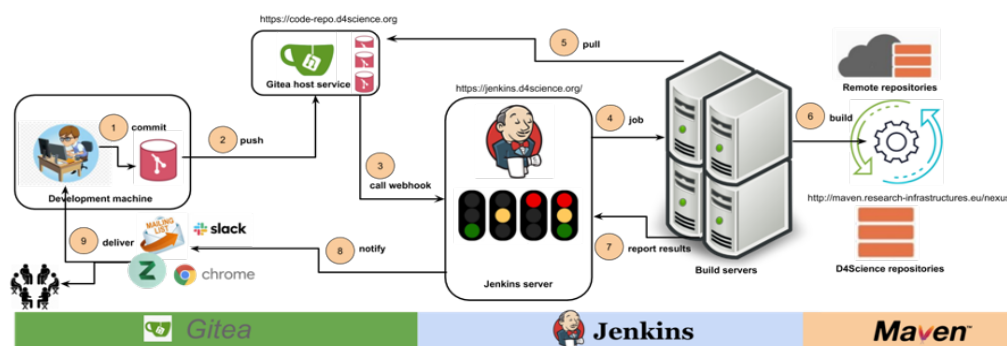 https://code-repo.d4science.org
Gitea host service
5
pull
https://jenkins.d4science.org/
Remote repositories
1
commit
2
push
3
call webhook
4
job
6
build
Development machine
http://maven.research-infrastructures.eu/nexus
9
deliver
MAILING
LIST
slack
8
notify
7
report results
Z
chrome
Jenkins server
Build servers
D4Science repositories
Gitea
Jenkins
Maven™